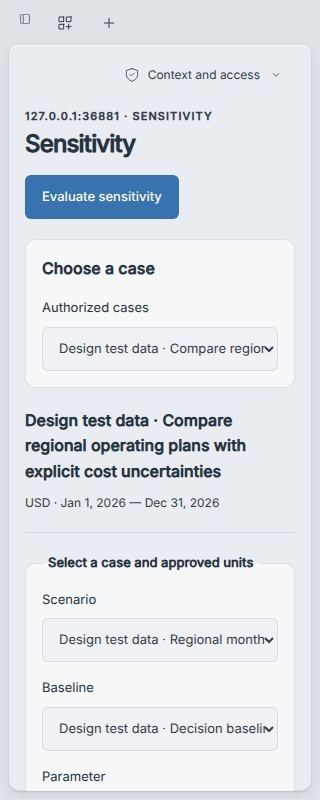 Context and access
127.0.0.1:36881 · SENSITIVITY
Sensitivity
Evaluate sensitivity
Choose a case
Authorized cases
Design test data · Compare region
Design test data · Compare
regional operating plans with
explicit cost uncertainties
USD · Jan 1, 2026 — Dec 31, 2026
Select a case and approved units
Scenario
Design test data · Regional month
Baseline
Design test data · Decision baselin
Parameter